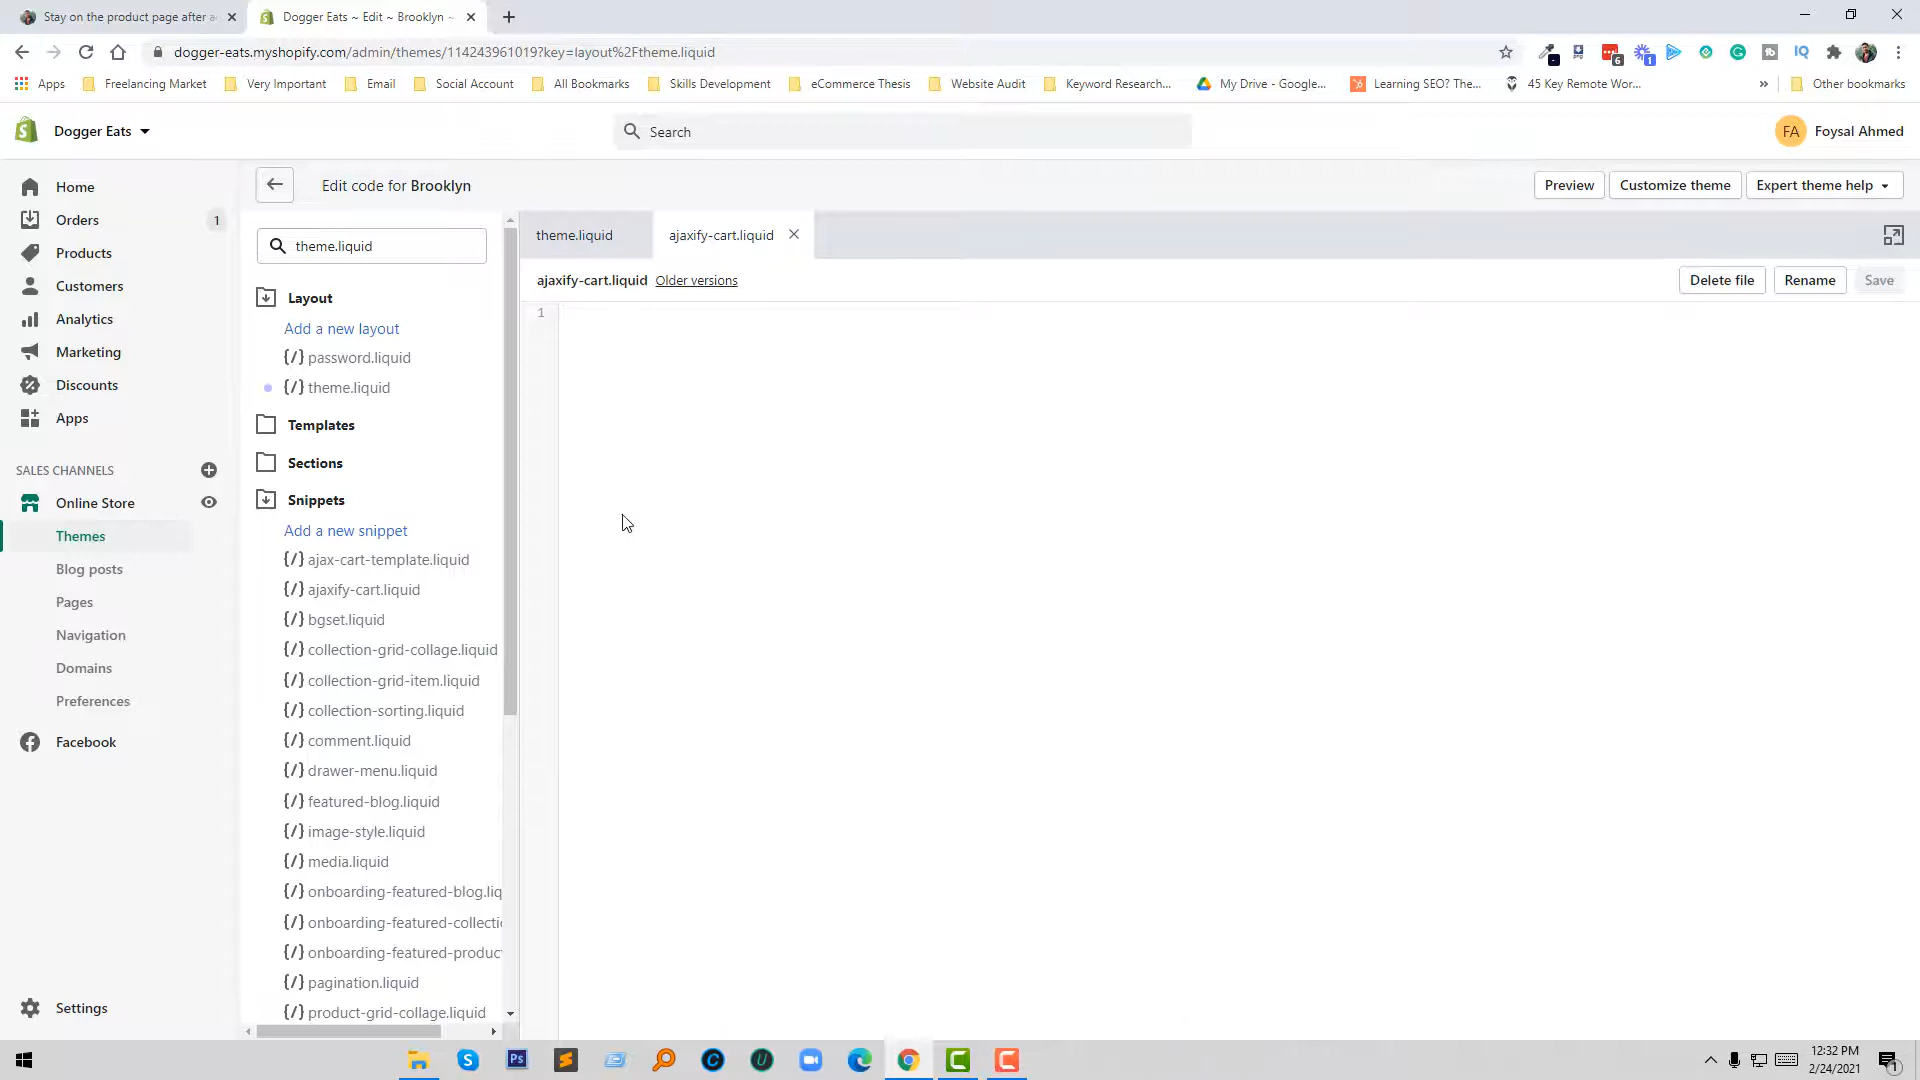 Stay on the product page after a
Dogger Eats ~ Edit ~ Brooklyn ~
dogger-eats.myshopify.com/admin/themes/114243961019?key=layout%2Ftheme.liquid
6
1
IQ
Apps
Freelancing Market
Very Important
Email
Social Account
All Bookmarks
Skills Development
eCommerce Thesis
Website Audit
Keyword Research...
My Drive - Google...
Learning SEO? The...
45 Key Remote Wor...
»
Other bookmarks
Dogger Eats
Search
FA
Foysal Ahmed
Home
Orders
1
Products
Customers
Analytics
Marketing
Discounts
Apps
SALES CHANNELS
Online Store
Themes
Blog posts
Pages
Navigation
Domains
Preferences
Facebook
Settings
Edit code for Brooklyn
Preview
Customize theme
Expert theme help
theme.liquid
Layout
Add a new layout
{/} password.liquid
{/} theme.liquid
Templates
Sections
Snippets
Add a new snippet
{/} ajax-cart-template.liquid
{/} ajaxify-cart.liquid
{/} bgset.liquid
{/} collection-grid-collage.liquid
{/} collection-grid-item.liquid
{/} collection-sorting.liquid
{/} comment.liquid
{/} drawer-menu.liquid
{/} featured-blog.liquid
{/} image-style.liquid
{/} media.liquid
{/} onboarding-featured-blog.liq
{/} onboarding-featured-collecti
{/} onboarding-featured-produc
{/} pagination.liquid
{/} product-grid-collage.liquid
theme.liquid
ajaxify-cart.liquid
ajaxify-cart.liquid Older versions
Delete file
Rename
Save
1
Ps
12:32 PM
2/24/2021
1